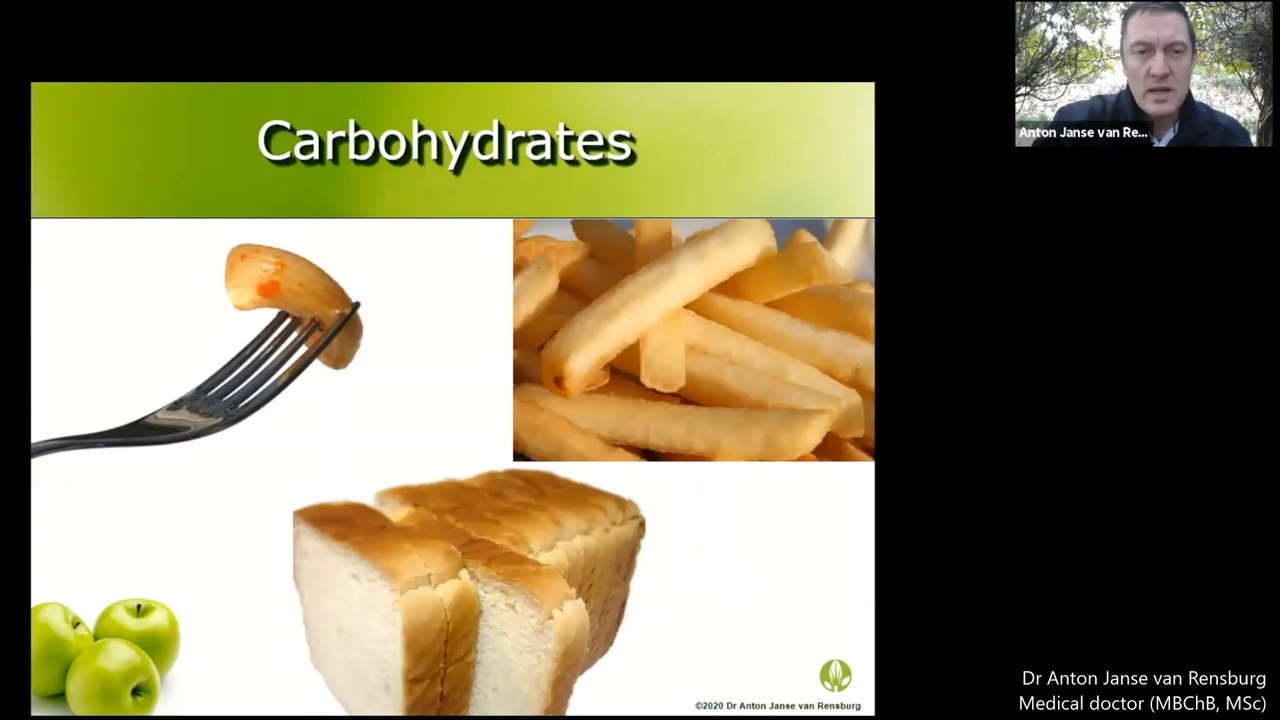 Carbohydrates
Anton Janse van Re...
©2020 Dr Anton Janse van Rensburg
Dr Anton Janse van Rensburg
Medical doctor (MBChB, MSc)